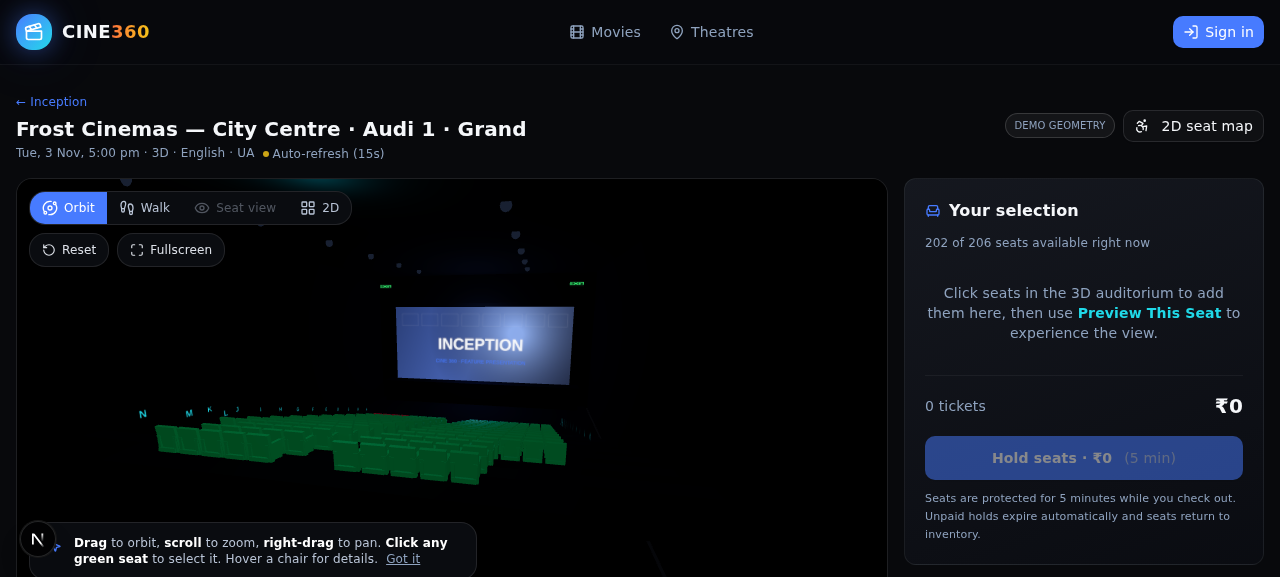 CINE360
Movies
Theatres
Sign in
← Inception
Frost Cinemas — City Centre · Audi 1 · Grand
Tue, 3 Nov, 5:00 pm · 3D · English · UA
Auto-refresh (15s)
DEMO GEOMETRY
2D seat map
Orbit
Walk
Seat view
2D
Reset
Fullscreen
EXIT
EXIT
INCEPTION
N M K L J I H
Drag to orbit, scroll to zoom, right-drag to pan. Click any
green seat to select it. Hover a chair for details. Got it
N
Your selection
202 of 206 seats available right now
Click seats in the 3D auditorium to add
them here, then use Preview This Seat to
experience the view.
0 tickets
₹0
Hold seats · ₹0 (5 min)
Seats are protected for 5 minutes while you check out.
Unpaid holds expire automatically and seats return to
inventory.